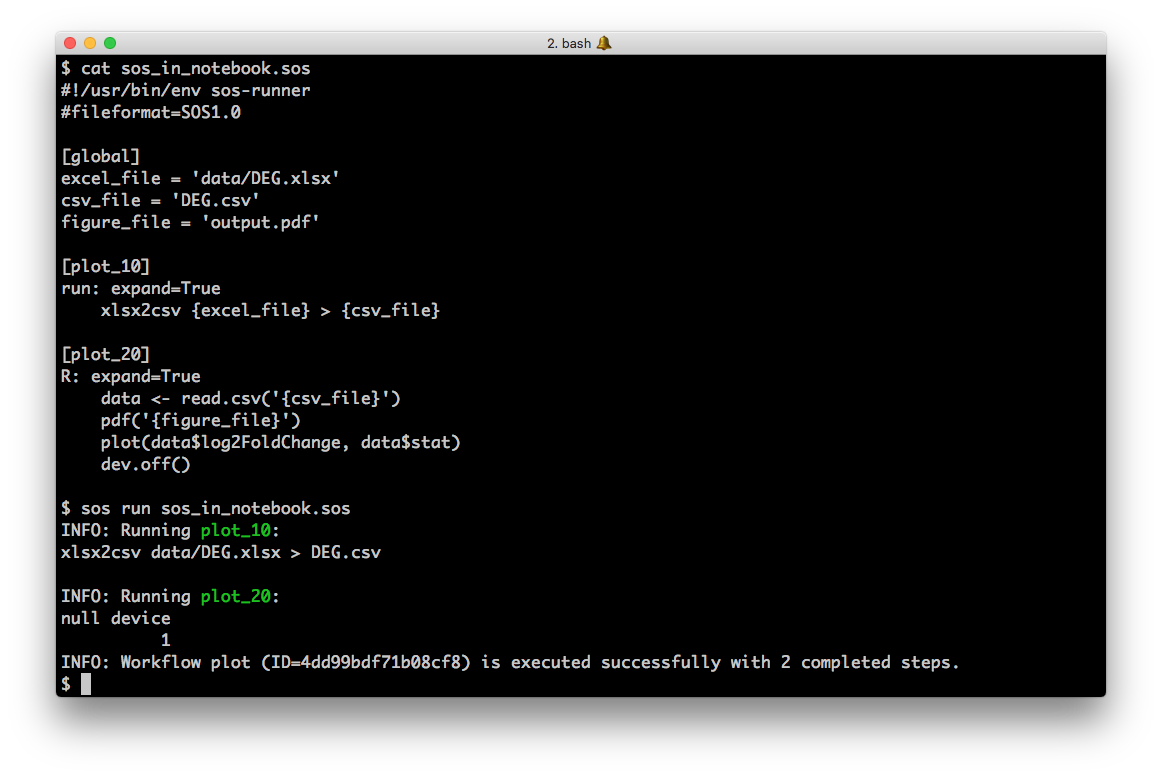 2. bash
$ cat sos_in_notebook.sos
#!/usr/bin/env sos-runner
#fileformat=SOS1.0
[global]
excel_file = 'data/DEG.xlsx'
csv_file = 'DEG.csv'
figure_file = 'output.pdf'
[plot_10]
run: expand=True
    xlsx2csv {excel_file} > {csv_file}
[plot_20]
R: expand=True
    data <- read.csv('{csv_file}')
    pdf('{figure_file}')
    plot(data$log2FoldChange, data$stat)
    dev.off()
$ sos run sos_in_notebook.sos
INFO: Running plot_10:
xlsx2csv data/DEG.xlsx > DEG.csv
INFO: Running plot_20:
null device
          1
INFO: Workflow plot (ID=4dd99bdf71b08cf8) is executed successfully with 2 completed steps.
$